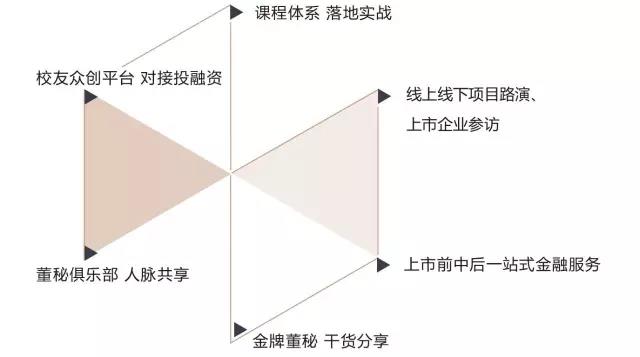 课程体系 落地实战
校友众创平台 对接投融资
线上线下项目路演、
上市企业参访
董秘俱乐部 人脉共享
上市前中后一站式金融服务
金牌董秘 干货分享